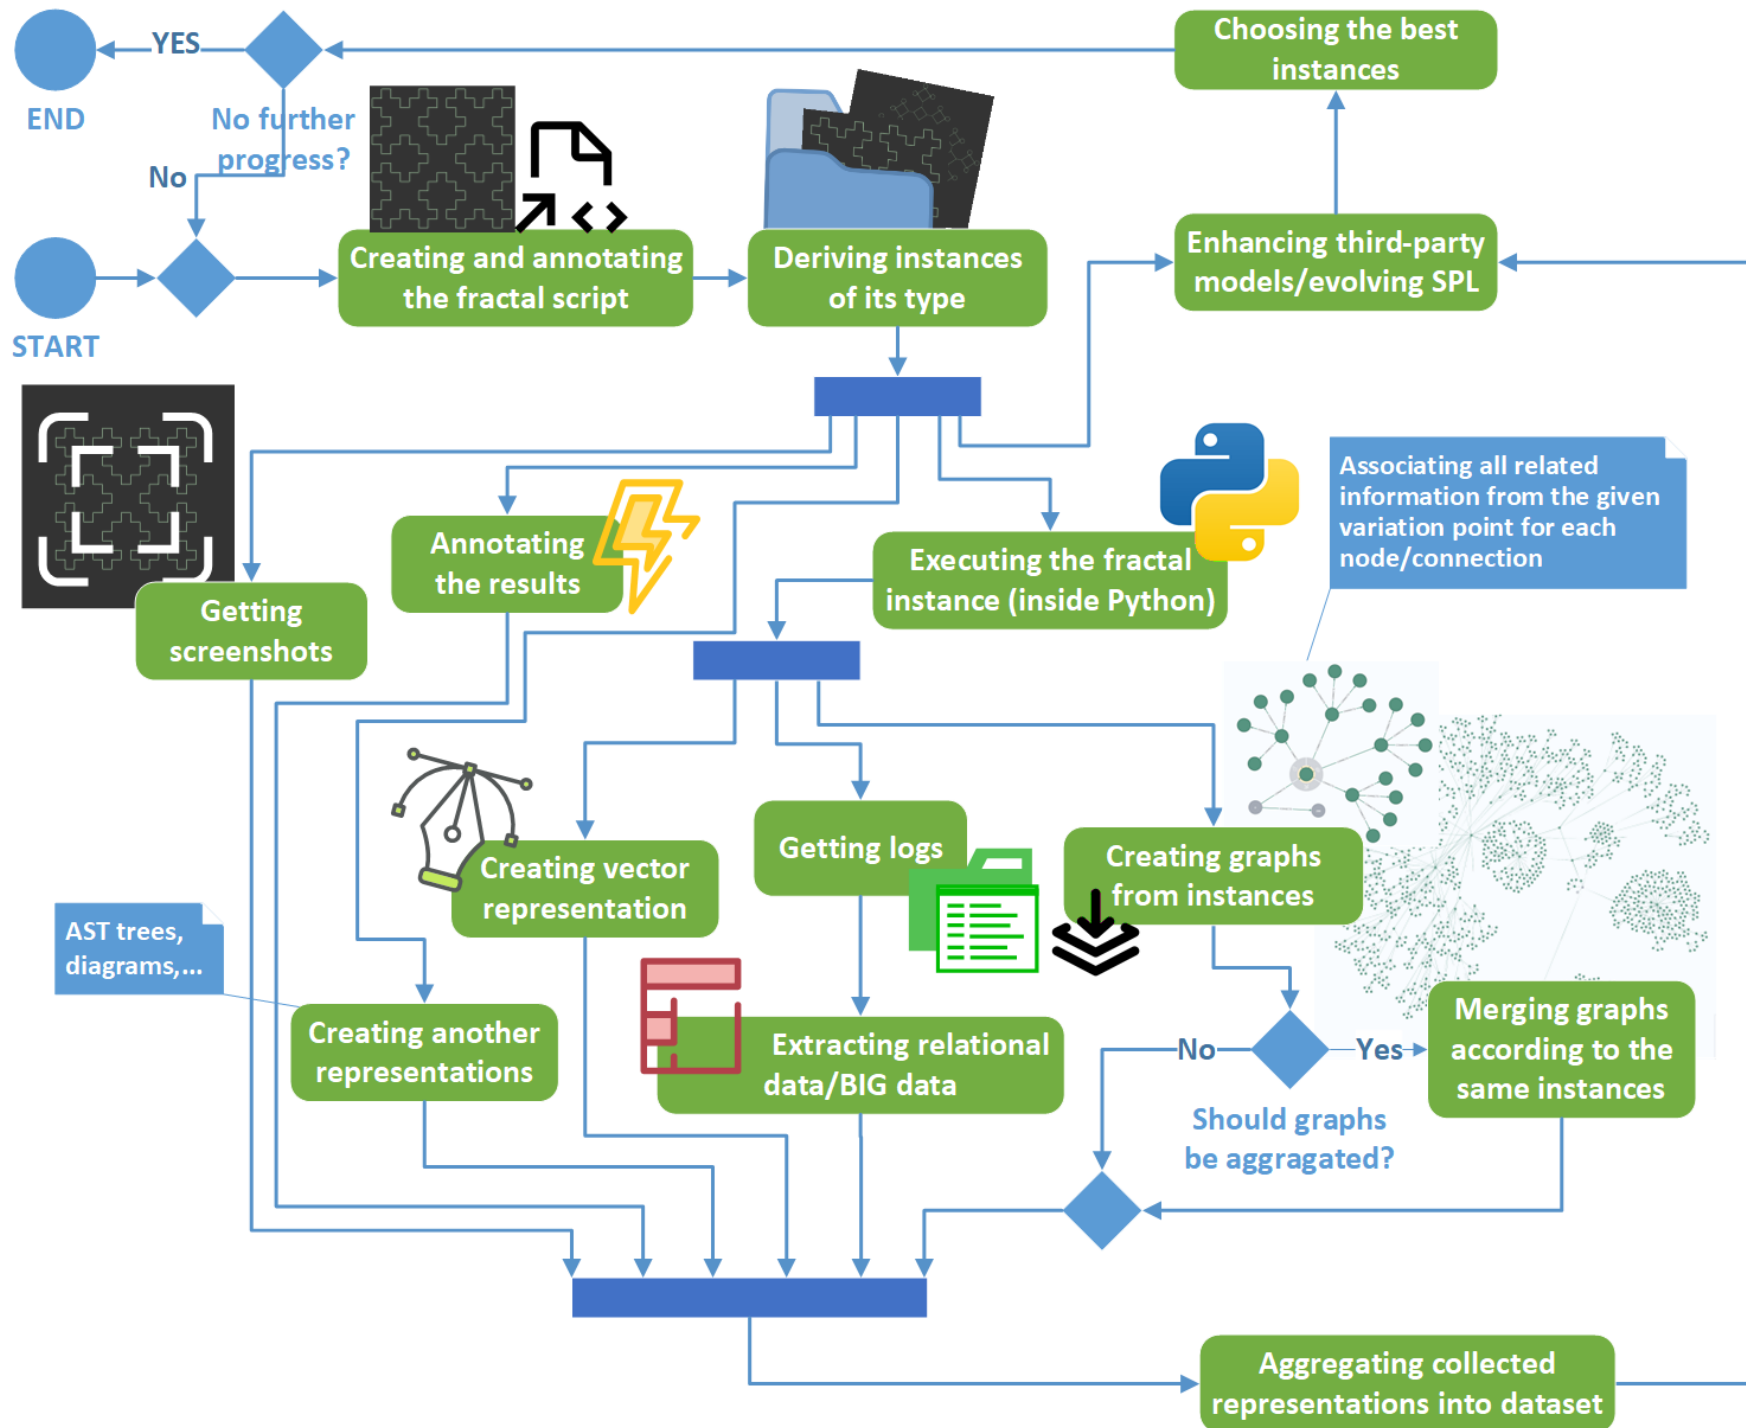 YES
END
No further
progress?
No
START
Choosing the best
instances
Creating and annotating
the fractal script
Deriving instances
of its type
Enhancing third-party
models/evolving SPL
Associating all related
information from the given
variation point for each
node/connection
Annotating
the results
Executing the fractal
instance (inside Python)
Getting
screenshots
Creating vector
representation
Getting logs
Creating graphs
from instances
AST trees,
diagrams,...
Creating another
representations
Extracting relational
data/BIG data
No
Yes
Merging graphs
according to the
same instances
Should graphs
be aggragated?
Aggregating collected
representations into dataset